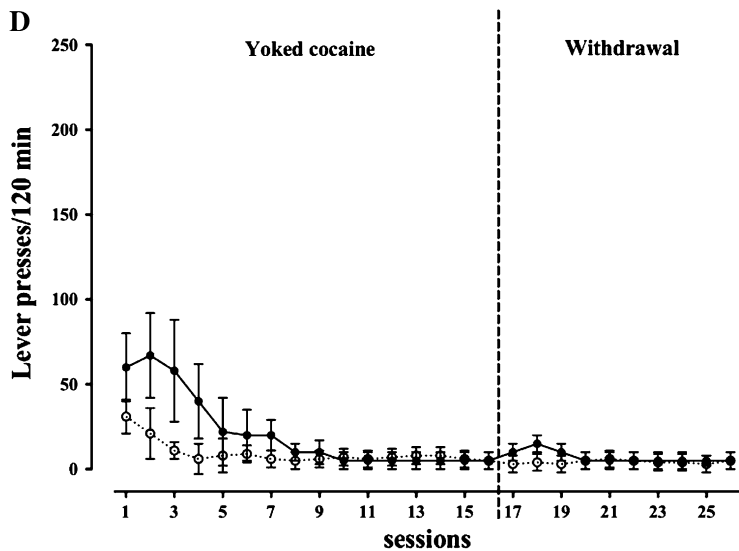 D
Yoked cocaine
Withdrawal
250
200
150
100
50
0
Lever presses/120 min
1 3 5 7 9 11 13 15 17 19 21 23 25
sessions